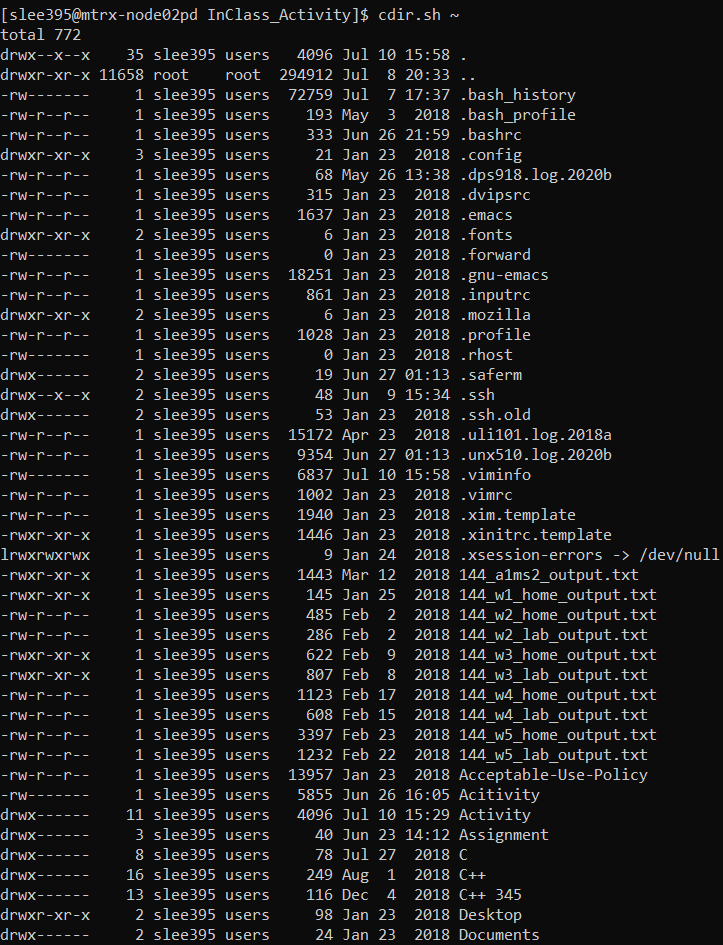 [slee395@mtrx-node02pd InClass_Activity]$ cdir.sh ~
total 772
drwx--x--x    35 slee395 users   4096 Jul 10 15:58 .
drwxr-xr-x 11658 root    root  294912 Jul  8 20:33 ..
-rw-------     1 slee395 users  72759 Jul  7 17:37 .bash_history
-rw-r--r--     1 slee395 users    193 May  3  2018 .bash_profile
-rw-r--r--     1 slee395 users    333 Jun 26 21:59 .bashrc
drwxr-xr-x     3 slee395 users     21 Jan 23  2018 .config
-rw-r--r--     1 slee395 users     68 May 26 13:38 .dps918.log.2020b
-rw-r--r--     1 slee395 users    315 Jan 23  2018 .dvipsrc
-rw-r--r--     1 slee395 users   1637 Jan 23  2018 .emacs
drwxr-xr-x     2 slee395 users      6 Jan 23  2018 .fonts
-rw-------     1 slee395 users      0 Jan 23  2018 .forward
-rw-r--r--     1 slee395 users  18251 Jan 23  2018 .gnu-emacs
-rw-r--r--     1 slee395 users    861 Jan 23  2018 .inputrc
drwxr-xr-x     2 slee395 users      6 Jan 23  2018 .mozilla
-rw-r--r--     1 slee395 users   1028 Jan 23  2018 .profile
-rw-------     1 slee395 users      0 Jan 23  2018 .rhost
drwx------     2 slee395 users     19 Jun 27 01:13 .saferm
drwx--x--x     2 slee395 users     48 Jun  9 15:34 .ssh
drwx------     2 slee395 users     53 Jan 23  2018 .ssh.old
-rw-r--r--     1 slee395 users  15172 Apr 23  2018 .uli101.log.2018a
-rw-r--r--     1 slee395 users   9354 Jun 27 01:13 .unx510.log.2020b
-rw-------     1 slee395 users   6837 Jul 10 15:58 .viminfo
-rw-r--r--     1 slee395 users   1002 Jan 23  2018 .vimrc
-rw-r--r--     1 slee395 users   1940 Jan 23  2018 .xim.template
-rwxr-xr-x     1 slee395 users   1446 Jan 23  2018 .xinitrc.template
lrwxrwxrwx     1 slee395 users      9 Jan 24  2018 .xsession-errors -> /dev/null
-rwxr-xr-x     1 slee395 users   1443 Mar 12  2018 144_a1ms2_output.txt
-rwxr-xr-x     1 slee395 users    145 Jan 25  2018 144_w1_home_output.txt
-rw-r--r--     1 slee395 users    485 Feb  2  2018 144_w2_home_output.txt
-rw-r--r--     1 slee395 users    286 Feb  2  2018 144_w2_lab_output.txt
-rwxr-xr-x     1 slee395 users    622 Feb  9  2018 144_w3_home_output.txt
-rwxr-xr-x     1 slee395 users    807 Feb  8  2018 144_w3_lab_output.txt
-rw-r--r--     1 slee395 users   1123 Feb 17  2018 144_w4_home_output.txt
-rw-r--r--     1 slee395 users    608 Feb 15  2018 144_w4_lab_output.txt
-rw-r--r--     1 slee395 users   3397 Feb 23  2018 144_w5_home_output.txt
-rw-r--r--     1 slee395 users   1232 Feb 22  2018 144_w5_lab_output.txt
-rw-r--r--     1 slee395 users  13957 Jan 23  2018 Acceptable-Use-Policy
-rw-------     1 slee395 users   5855 Jun 26 16:05 Acitivity
drwx------    11 slee395 users   4096 Jul 10 15:29 Activity
drwx------     3 slee395 users     40 Jun 23 14:12 Assignment
drwx------     8 slee395 users     78 Jul 27  2018 C
drwx------    16 slee395 users    249 Aug  1  2018 C++
drwx------    13 slee395 users    116 Dec  4  2018 C++ 345
drwxr-xr-x     2 slee395 users     98 Jan 23  2018 Desktop
drwx------     2 slee395 users     24 Jan 23  2018 Documents